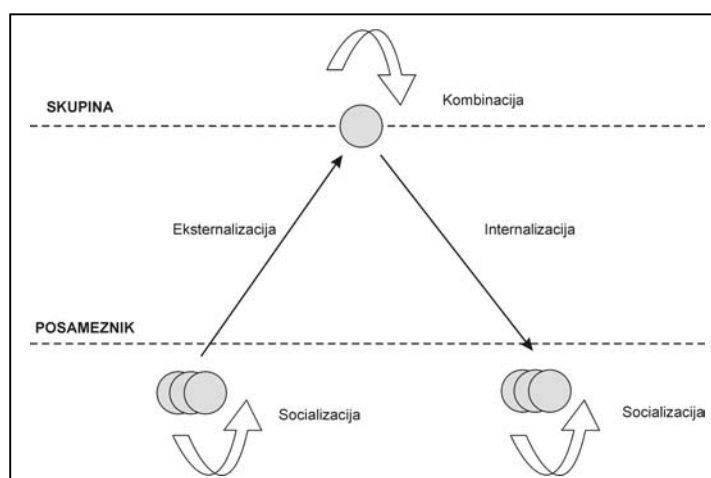 Kombinacija
SKUPINA
Eksternalizacija
Internalizacija
POSAMEZNIK
Socializacija
Socializacija